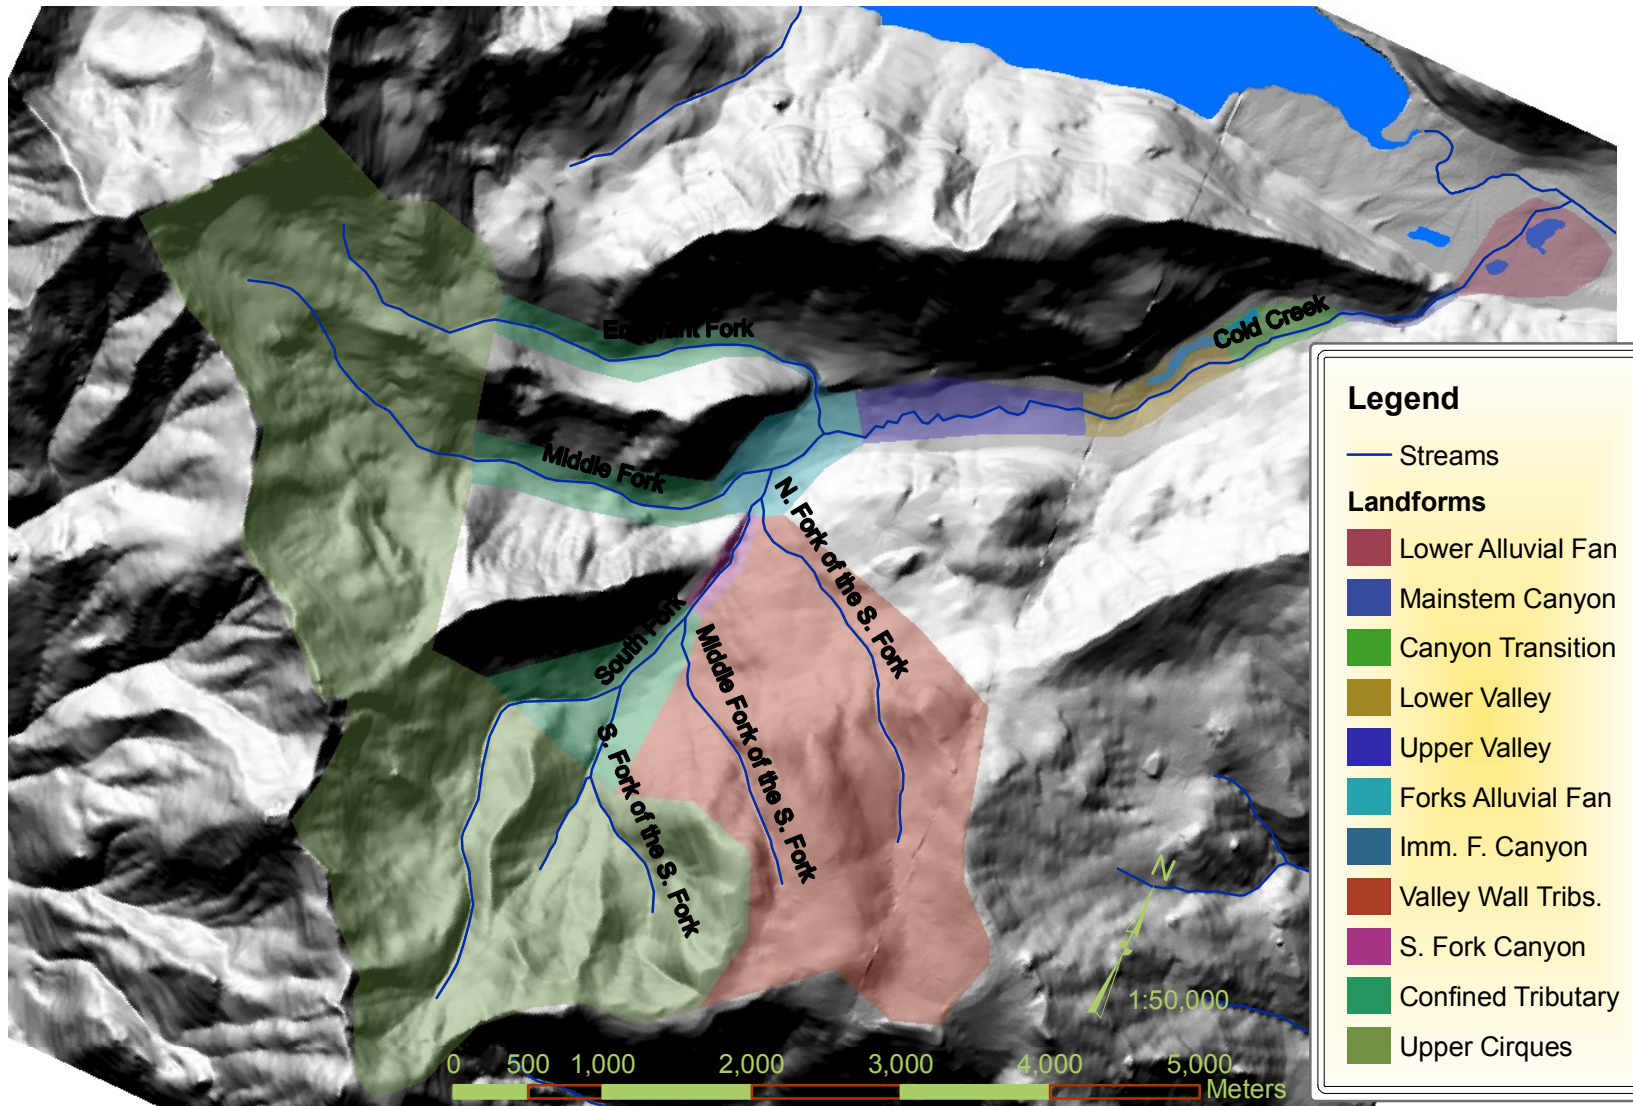 Emigrant Fork
Cold Creek
Middle Fork
N. Fork of the S. Fork
South Fork
Middle Fork of the S. Fork
S. Fork of the S. Fork
Legend
Streams
Landforms
Lower Alluvial Fan
Mainstem Canyon
Canyon Transition
Lower Valley
Upper Valley
Forks Alluvial Fan
Imm. F. Canyon
Valley Wall Tribs.
S. Fork Canyon
Confined Tributary
Upper Cirques
N
1:50,000
0 500 1,000 2,000 3,000 4,000 5,000
Meters